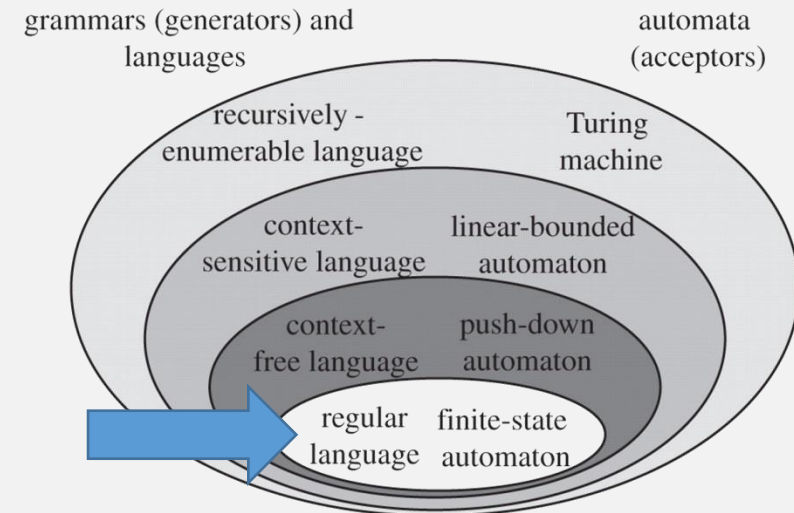 grammars (generators) and
languages
automata
(acceptors)
recursively -
enumerable language
Turing
machine
context-
sensitive language
linear-bounded
automaton
context-
free language
push-down
automaton
regular
language
finite-state
automaton